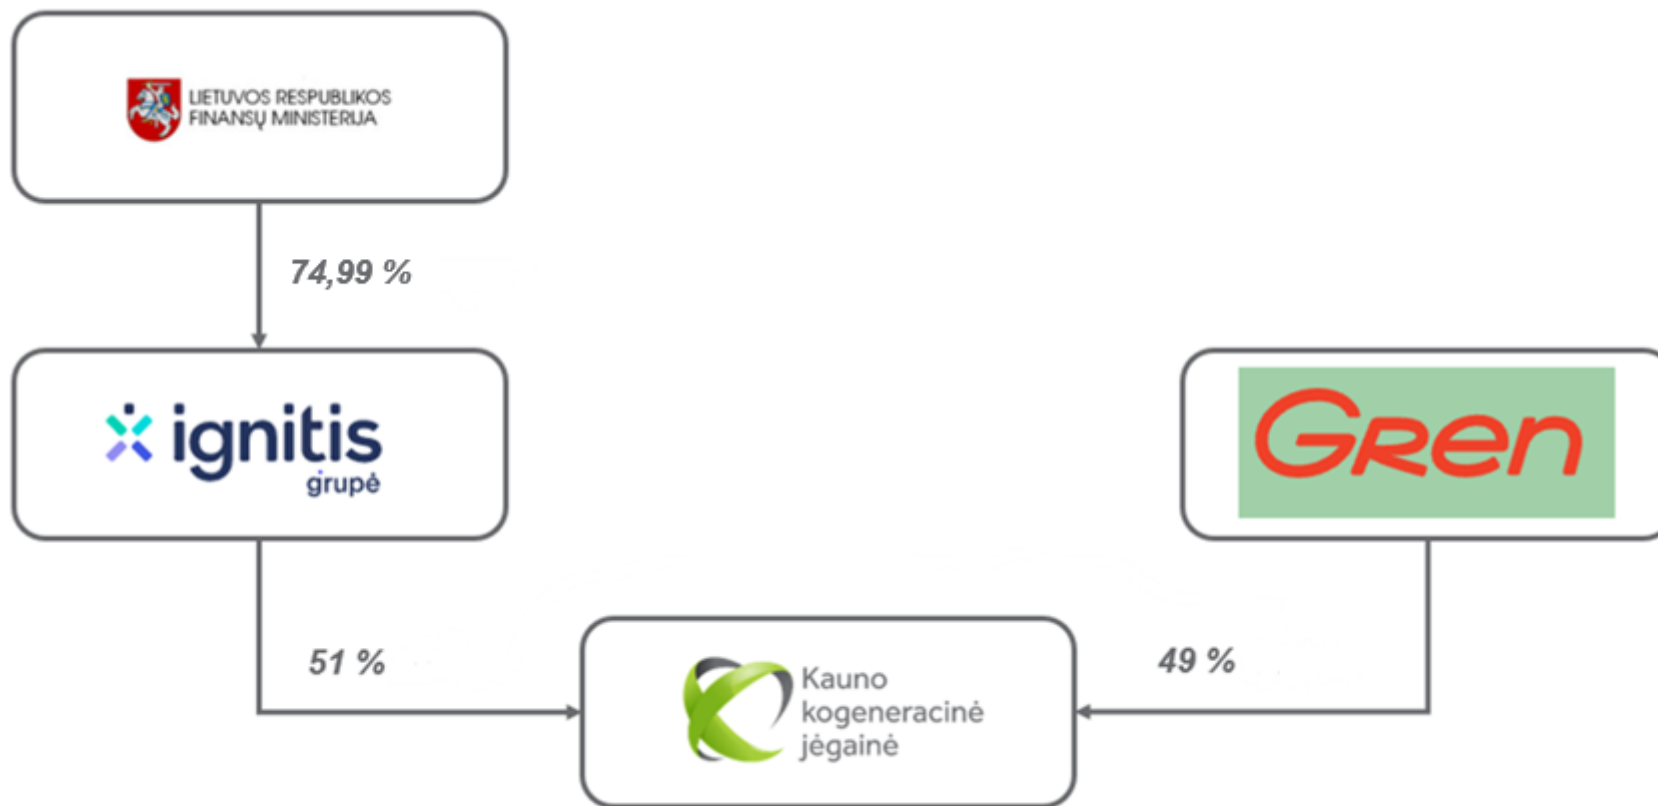 LIETUVOS RESPUBLIKOS
FINANSŲ MINISTERIJA
74,99 %
ignitis
grupė
Gren
51 %
49 %
Kauno
kogeneracinė
jėgainė